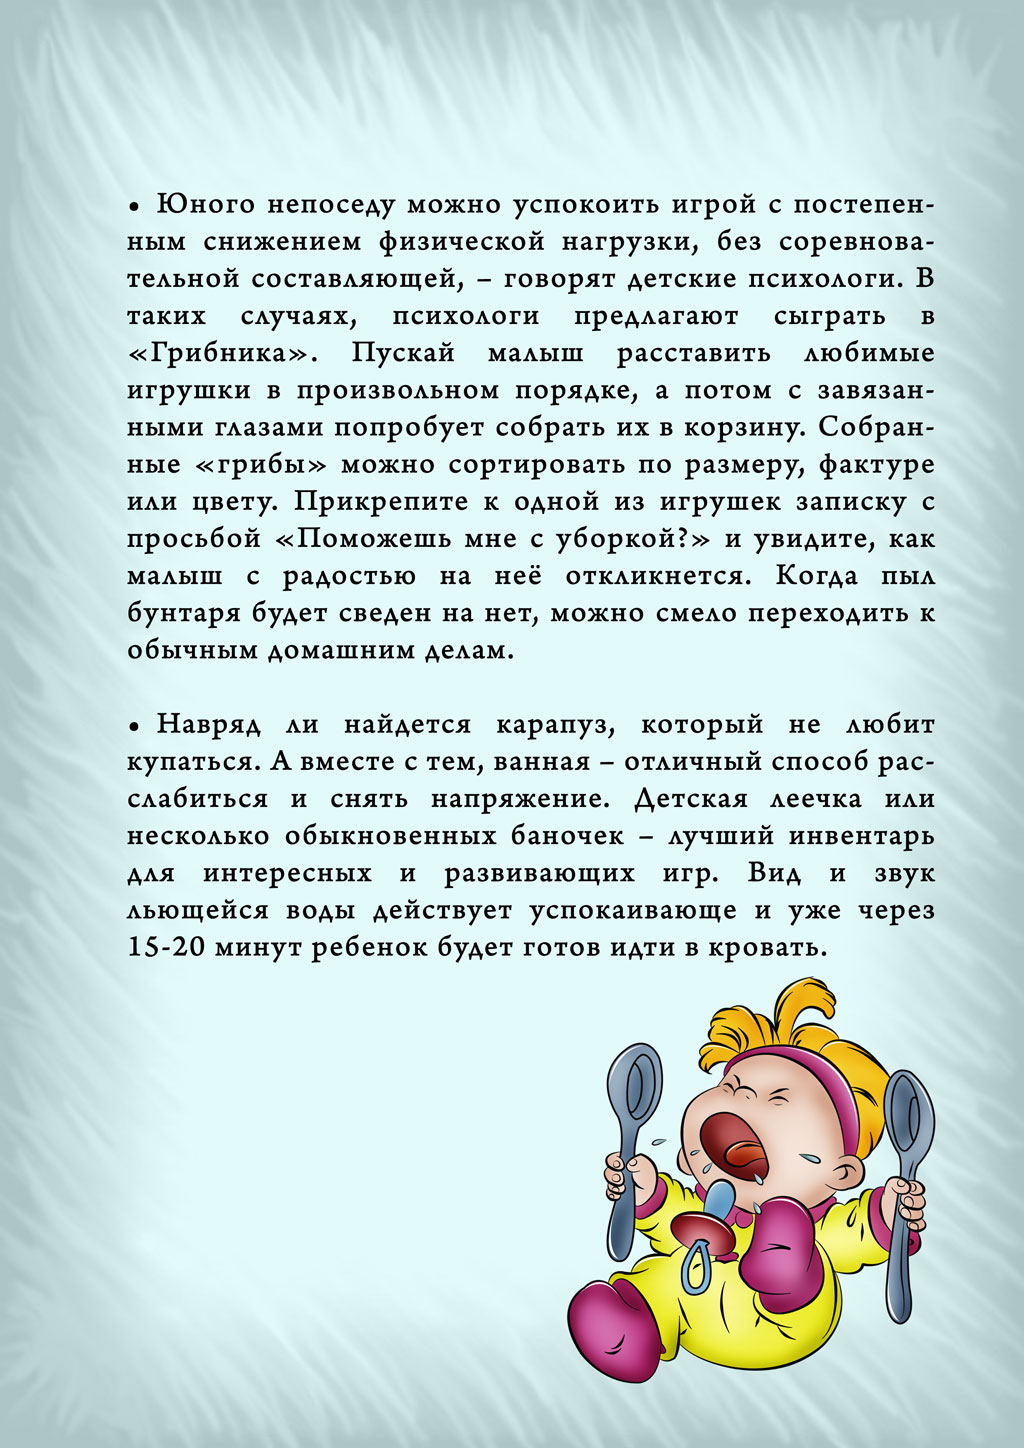 • Юного непоседу можно успокоить игрой с постепен-
ным снижением физической нагрузки, без соревнова-
тельной составляющей, – говорят детские психологи. В
таких случаях, психологи предлагают сыграть в
«Грибника». Пускай малыш расставить любимые
игрушки в произвольном порядке, а потом с завязан-
ными глазами попробует собрать их в корзину. Собран-
ные «грибы» можно сортировать по размеру, фактуре
или цвету. Прикрепите к одной из игрушек записку с
просьбой «Поможешь мне с уборкой?» и увидите, как
малыш с радостью на неё откликнется. Когда пыл
бунтаря будет сведен на нет, можно смело переходить к
обычным домашним делам.
• Навряд ли найдется карапуз, который не любит
купаться. А вместе с тем, ванная – отличный способ рас-
слабиться и снять напряжение. Детская леечка или
несколько обыкновенных баночек – лучший инвентарь
для интересных и развивающих игр. Вид и звук
льющейся воды действует успокаивающе и уже через
15-20 минут ребенок будет готов идти в кровать.